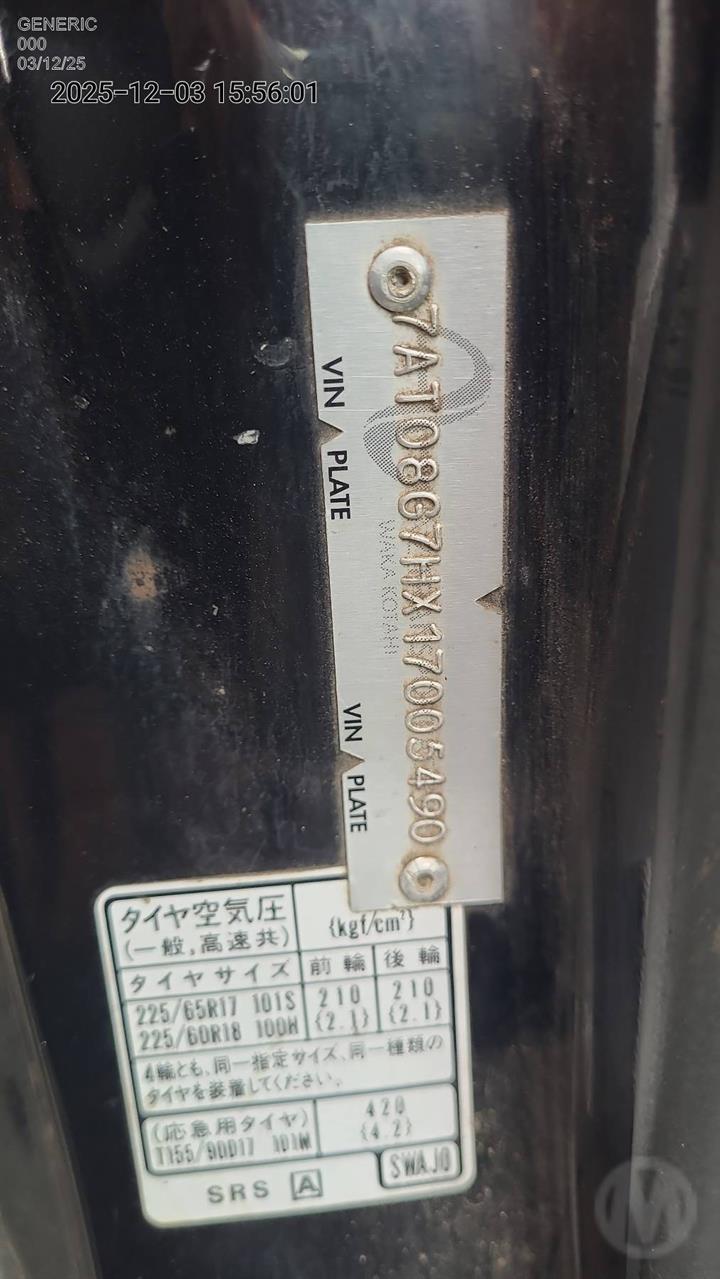 GENERIC
000
03/12/25
2025-12-03 15:56:01
7AT08G7HX17005490
WAKA KOTAHI
VIN PLATE
VIN PLATE
タイヤ空気圧
(一般,高速共)
{kgf/cm²}
タイヤサイズ 前輪 後輪
225/65R17 101S 210 {2.1} 210 {2.1}
225/60R18 100H
4輪とも、同一指定サイズ、同一種類の
タイヤを装着してください。
(応急用タイヤ) 420
T155/90D17 101M {4.2}
SRS A SWAJ0
M